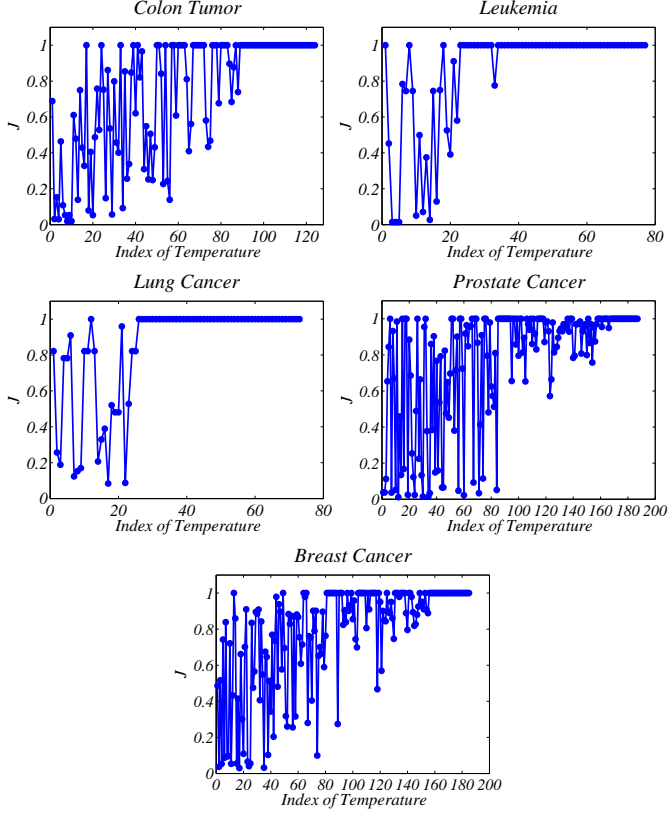 Colon Tumor
1
0.8
0.6
0.4
0.2
0
J
0 20 40 60 80 100 120
Index of Temperature
Leukemia
1
0.8
0.6
0.4
0.2
0
J
0 20 40 60 80
Index of Temperature
Lung Cancer
1
0.8
0.6
0.4
0.2
0
J
0 20 40 60 80
Index of Temperature
Prostate Cancer
1
0.8
0.6
0.4
0.2
0
J
0 20 40 60 80 100 120 140 160 180 200
Index of Temperature
Breast Cancer
1
0.8
0.6
0.4
0.2
0
J
0 20 40 60 80 100 120 140 160 180 200
Index of Temperature